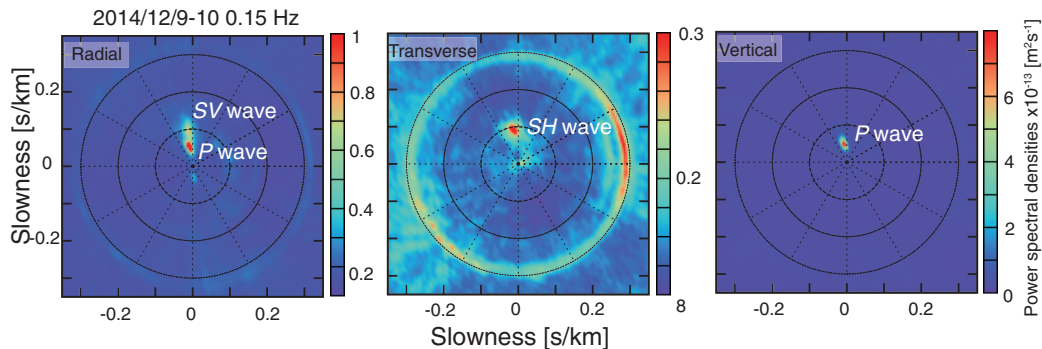 2014/12/9-10 0.15 Hz
Radial
SV wave
P wave
Slowness [s/km]
0.2
0
-0.2
-0.2
0
0.2
1
0.8
0.6
0.4
0.2
Transverse
SH wave
-0.2
0
0.2
Slowness [s/km]
0.3
0.2
8
Vertical
P wave
-0.2
0
0.2
6
4
2
0
Power spectral densities x10⁻¹³ [m²s⁻¹]